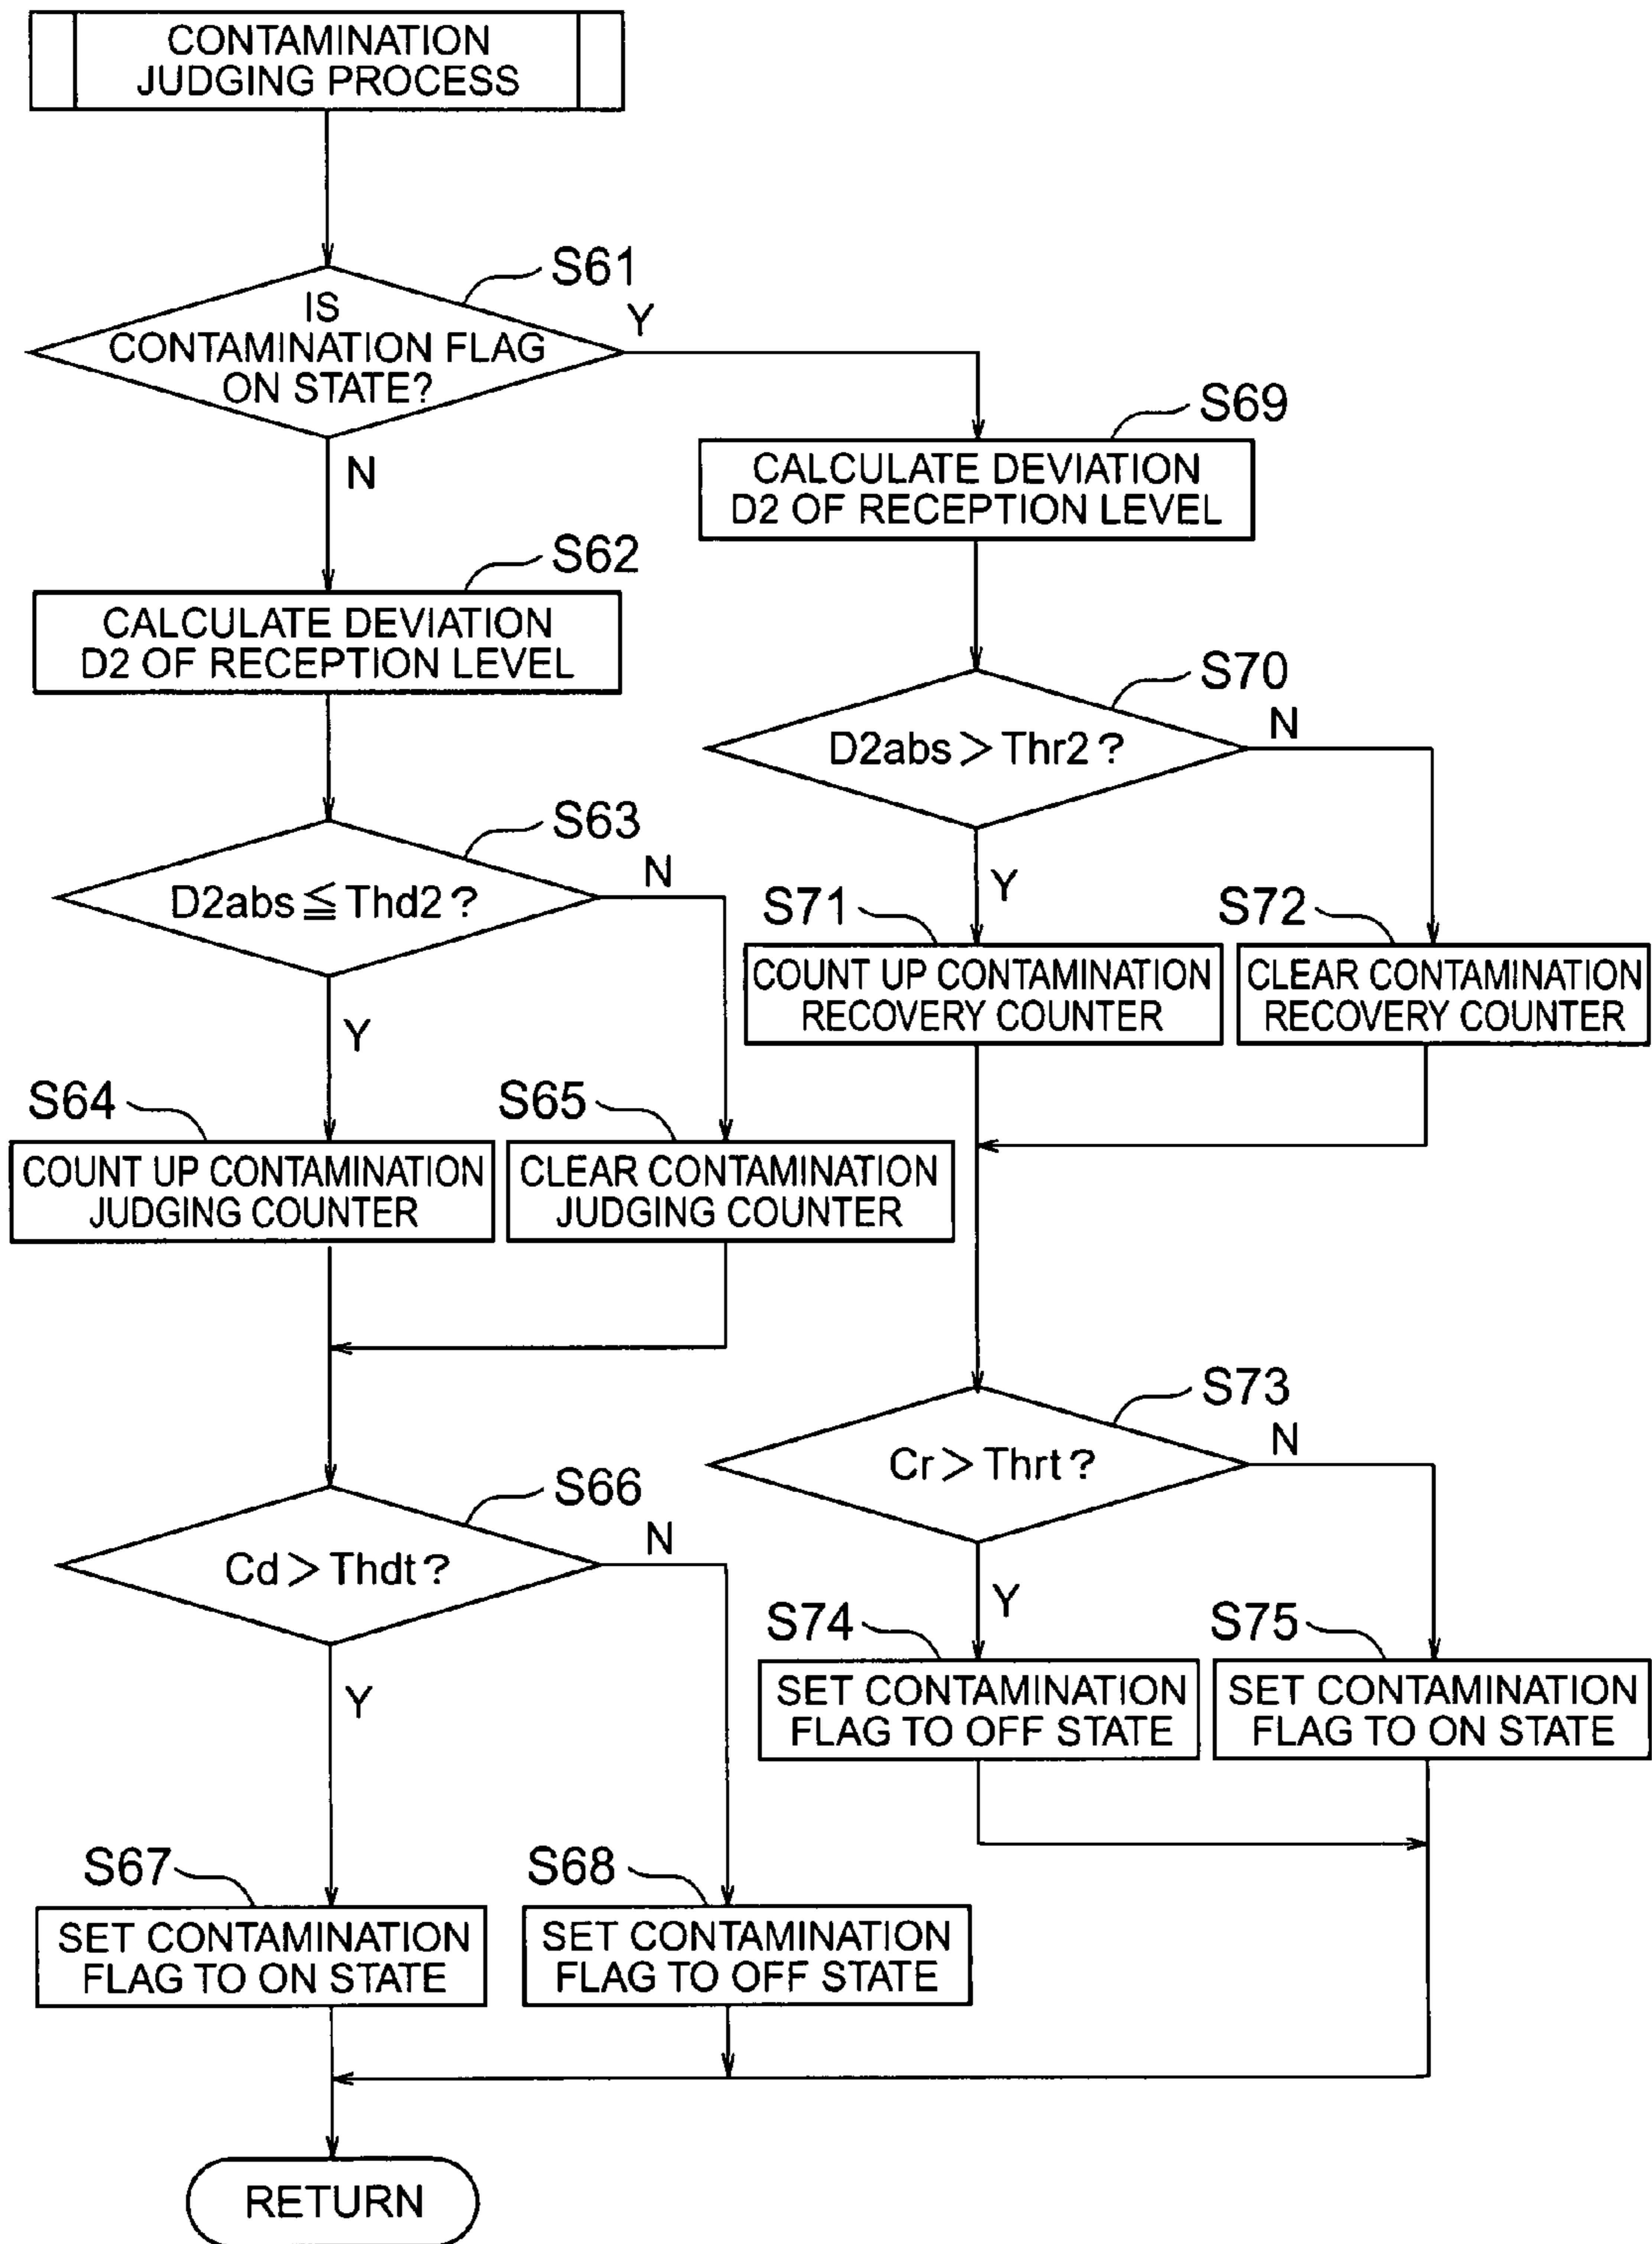 CONTAMINATION
JUDGING PROCESS
S61
IS
CONTAMINATION FLAG
ON STATE?
Y
N
S69
CALCULATE DEVIATION
D2 OF RECEPTION LEVEL
S62
CALCULATE DEVIATION
D2 OF RECEPTION LEVEL
S70
D2abs > Thr2 ?
N
Y
S63
D2abs ≦ Thd2 ?
N
Y
S71
COUNT UP CONTAMINATION
RECOVERY COUNTER
S72
CLEAR CONTAMINATION
RECOVERY COUNTER
S64
COUNT UP CONTAMINATION
JUDGING COUNTER
S65
CLEAR CONTAMINATION
JUDGING COUNTER
S73
Cr > Thrt ?
N
Y
S66
Cd > Thdt ?
N
Y
S74
SET CONTAMINATION
FLAG TO OFF STATE
S75
SET CONTAMINATION
FLAG TO ON STATE
S67
SET CONTAMINATION
FLAG TO ON STATE
S68
SET CONTAMINATION
FLAG TO OFF STATE
RETURN